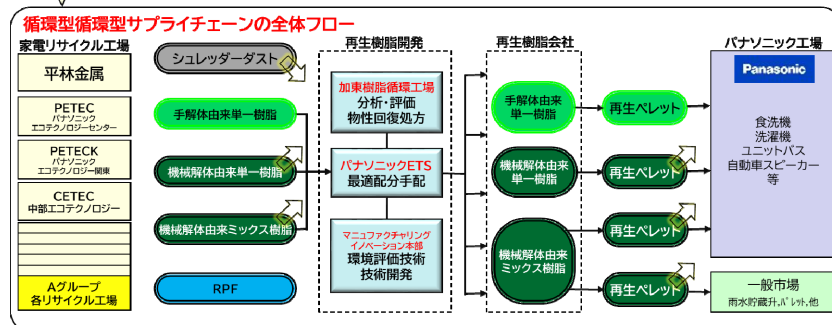 循環型循環型サプライチェーンの全体フロー
家電リサイクル工場
平林金属
PETEC
パナソニック
エコテクノロジーセンター
PETECK
パナソニック
エコテクノロジー関東
CETEC
中部エコテクノロジー
Aグループ
各リサイクル工場
シュレッダーダスト
手解体由来単一樹脂
機械解体由来単一樹脂
機械解体由来ミックス樹脂
RPF
再生樹脂開発
加東樹脂循環工場
分析・評価
物性回復処方
パナソニックETS
最適配分手配
マニュファクチャリング
イノベーション本部
環境評価技術
技術開発
再生樹脂会社
手解体由来
単一樹脂
機械解体由来
単一樹脂
機械解体由来
ミックス樹脂
再生ペレット
再生ペレット
再生ペレット
再生ペレット
パナソニック工場
Panasonic
食洗機
洗濯機
ユニットバス
自動車スピーカー
等
一般市場
雨水貯蔵升,パレット,他